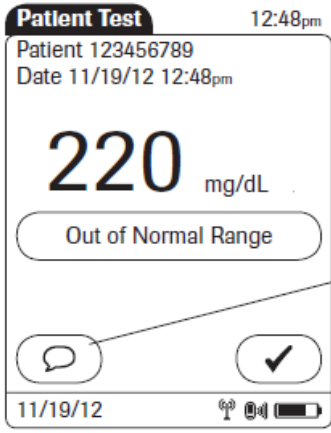 Patient Test 12:48pm
Patient 123456789
Date 11/19/12 12:48pm
220 mg/dL
Out of Normal Range
11/19/12